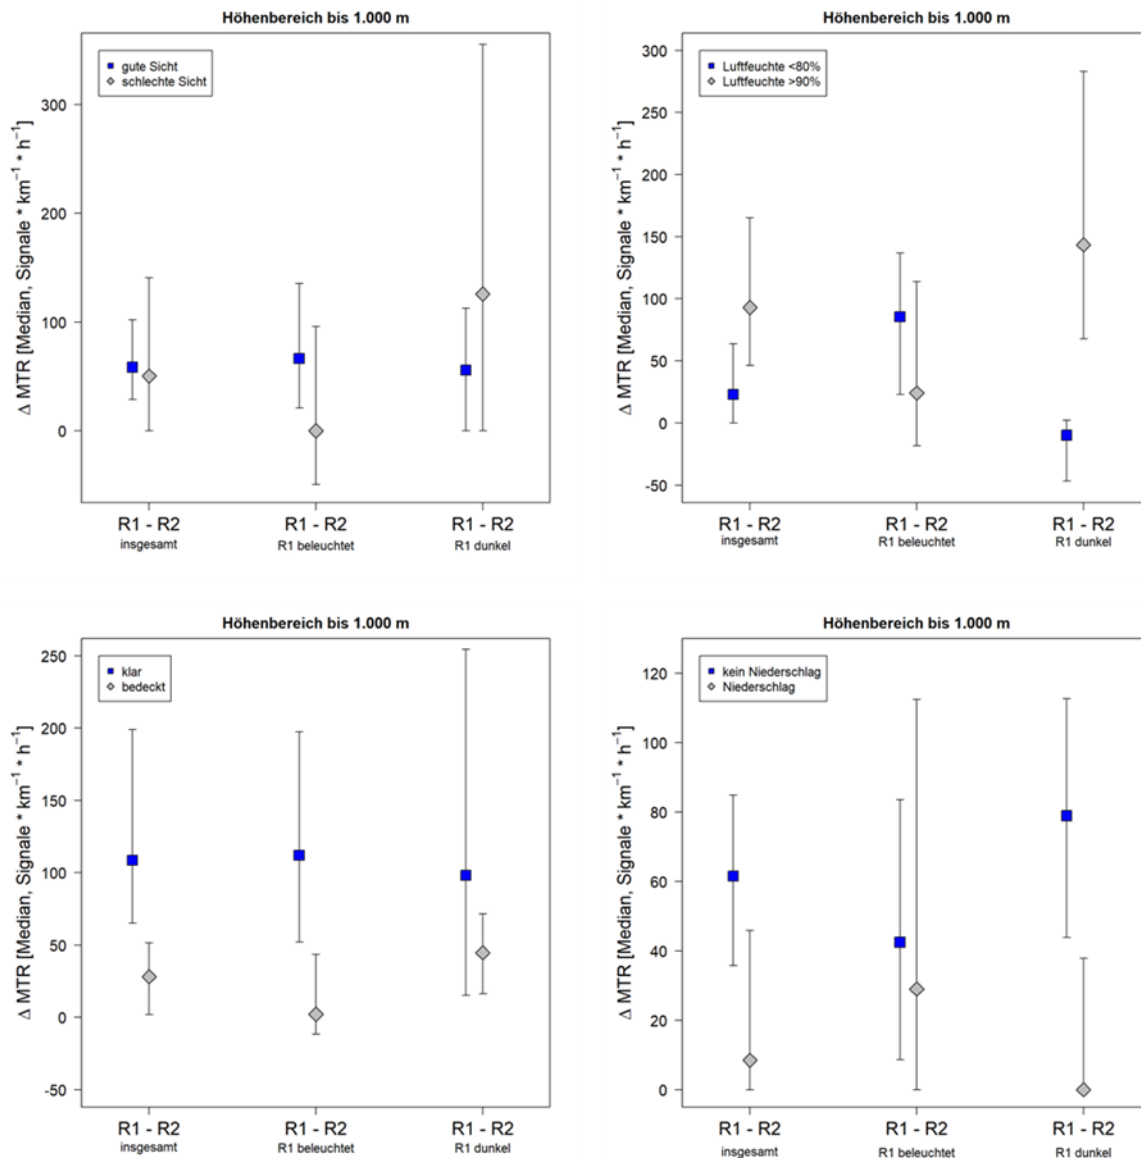 Höhenbereich bis 1.000 m
gute Sicht
schlechte Sicht
300
200
100
0
Δ MTR [Median, Signale * km⁻¹ * h⁻¹]
R1 - R2
insgesamt
R1 - R2
R1 beleuchtet
R1 - R2
R1 dunkel
Höhenbereich bis 1.000 m
Luftfeuchte <80%
Luftfeuchte >90%
300
250
200
150
100
50
0
-50
Δ MTR [Median, Signale * km⁻¹ * h⁻¹]
R1 - R2
insgesamt
R1 - R2
R1 beleuchtet
R1 - R2
R1 dunkel
Höhenbereich bis 1.000 m
klar
bedeckt
250
200
150
100
50
0
-50
Δ MTR [Median, Signale * km⁻¹ * h⁻¹]
R1 - R2
insgesamt
R1 - R2
R1 beleuchtet
R1 - R2
R1 dunkel
Höhenbereich bis 1.000 m
kein Niederschlag
Niederschlag
120
100
80
60
40
20
0
Δ MTR [Median, Signale * km⁻¹ * h⁻¹]
R1 - R2
insgesamt
R1 - R2
R1 beleuchtet
R1 - R2
R1 dunkel